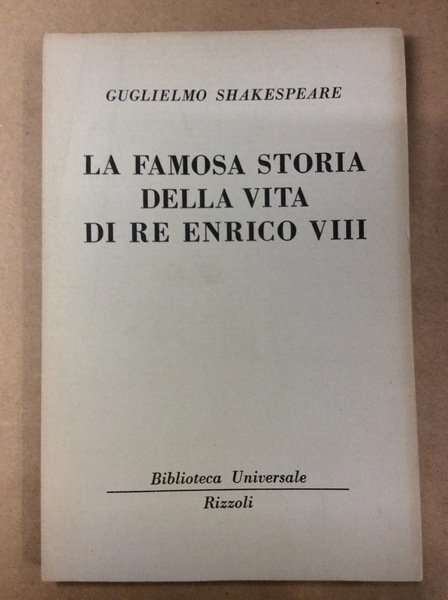 GUGLIELMO SHAKESPEARE
LA FAMOSA STORIA
DELLA VITA
DI RE ENRICO VIII
Biblioteca Universale
Rizzoli